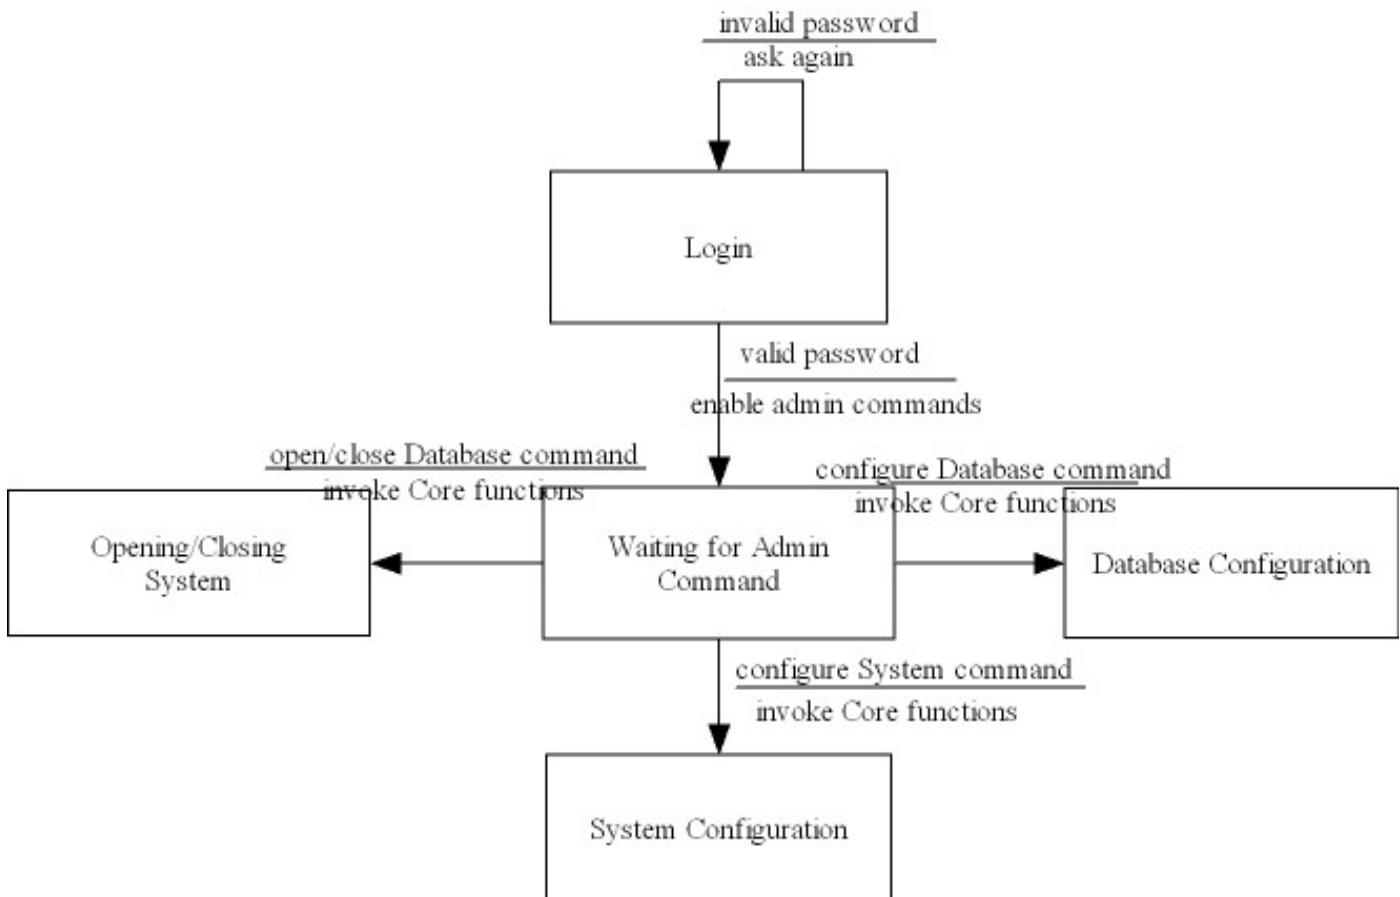 invalid password
ask again
Login
valid password
enable admin commands
open/close Database command
invoke Core functions
configure Database command
invoke Core functions
Opening/Closing
System
Waiting for Admin
Command
Database Configuration
configure System command
invoke Core functions
System Configuration